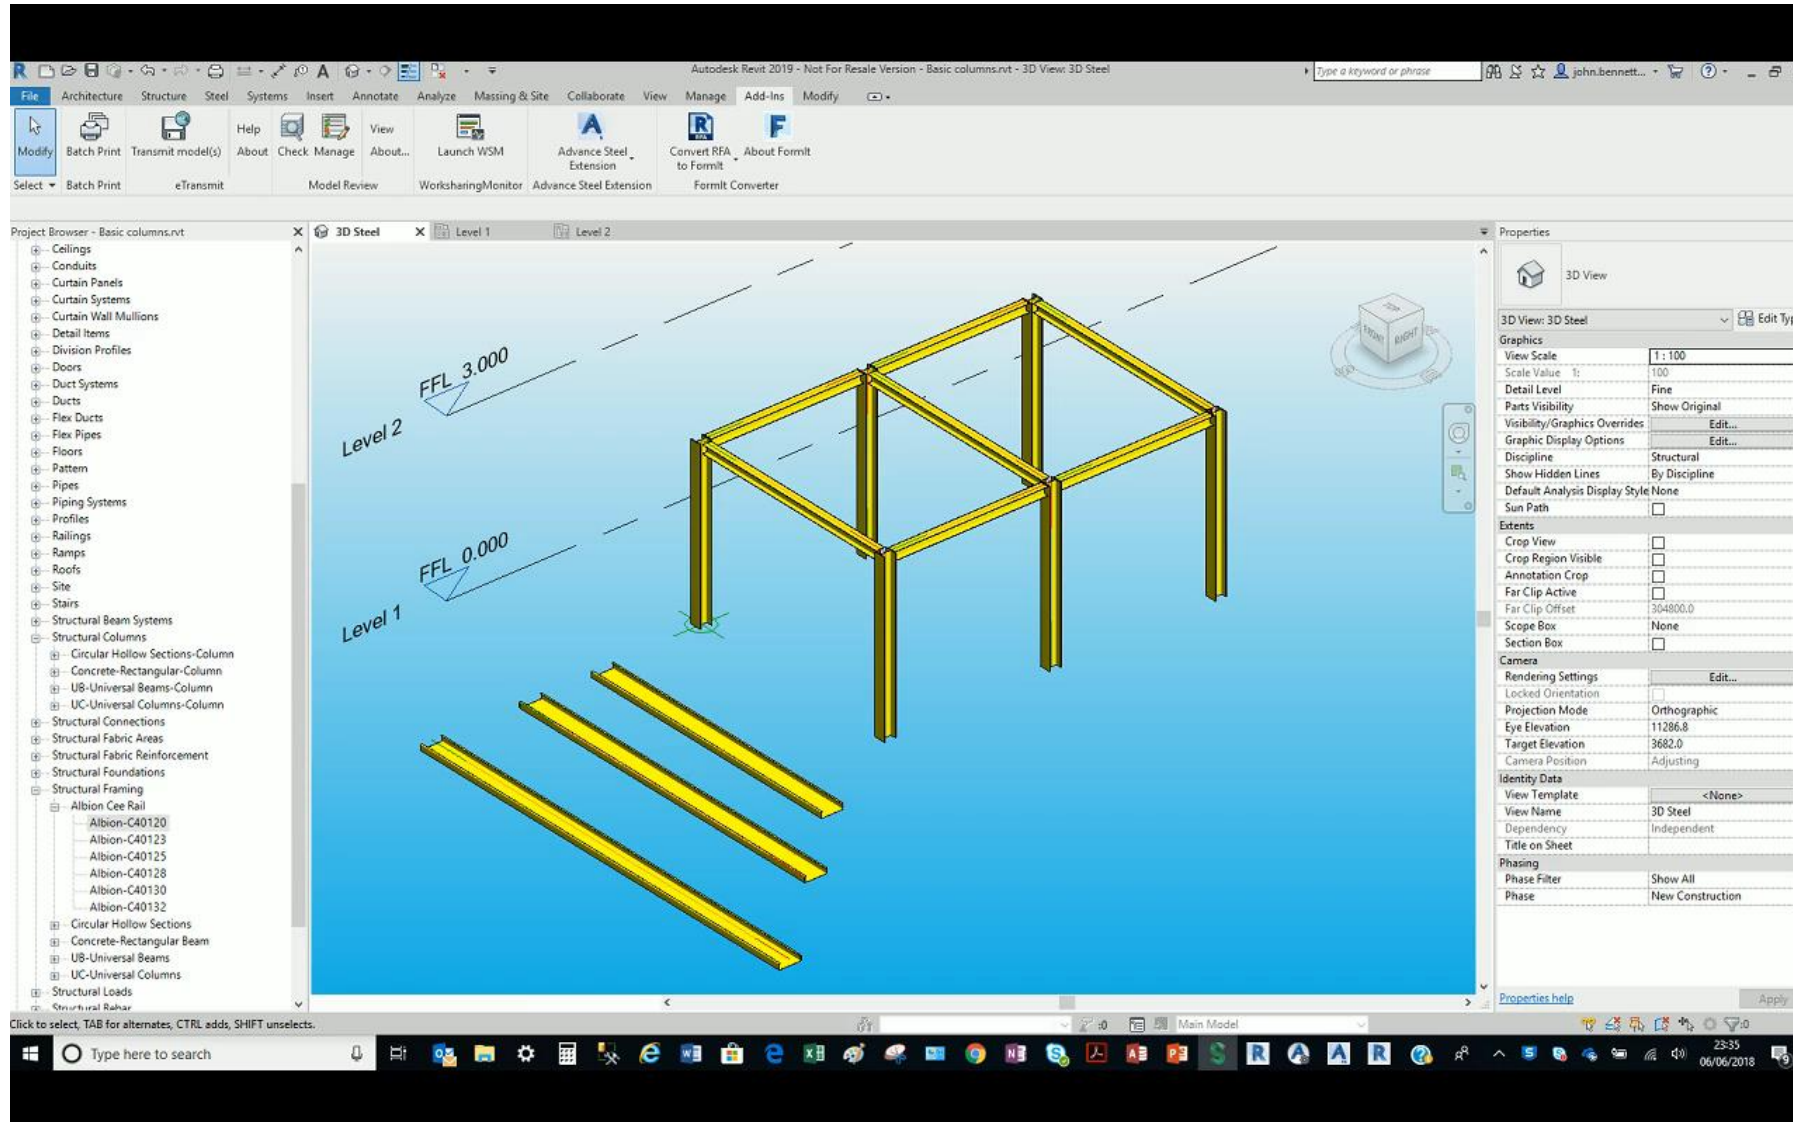 Autodesk Revit 2019 - Not For Resale Version - Basic columns.rvt - 3D View: 3D Steel
Type a keyword or phrase
john.bennett...
File Architecture Structure Steel Systems Insert Annotate Analyze Massing & Site Collaborate View Manage Add-Ins Modify
Help View
Modify Batch Print Transmit model(s) About Check Manage About... Launch WSM Advance Steel Extension Convert RFA to FormIt About FormIt
Select Batch Print eTransmit Model Review WorksharingMonitor Advance Steel Extension FormIt Converter
Project Browser - Basic columns.rvt
Ceilings
Conduits
Curtain Panels
Curtain Systems
Curtain Wall Mullions
Detail Items
Division Profiles
Doors
Duct Systems
Ducts
Flex Ducts
Flex Pipes
Floors
Pattern
Pipes
Piping Systems
Profiles
Railings
Ramps
Roofs
Site
Stairs
Structural Beam Systems
Structural Columns
Circular Hollow Sections-Column
Concrete-Rectangular-Column
UB-Universal Beams-Column
UC-Universal Columns-Column
Structural Connections
Structural Fabric Areas
Structural Fabric Reinforcement
Structural Foundations
Structural Framing
Albion Cee Rail
Albion-C40120
Albion-C40123
Albion-C40125
Albion-C40128
Albion-C40130
Albion-C40132
Circular Hollow Sections
Concrete-Rectangular Beam
UB-Universal Beams
UC-Universal Columns
Structural Loads
Structural Rebar
3D Steel Level 1 Level 2
FFL 3.000
Level 2
FFL 0.000
Level 1
TOP
FRONT RIGHT
Properties
3D View
3D View: 3D Steel Edit Typ
Graphics
View Scale 1 : 100
Scale Value 1: 100
Detail Level Fine
Parts Visibility Show Original
Visibility/Graphics Overrides Edit...
Graphic Display Options Edit...
Discipline Structural
Show Hidden Lines By Discipline
Default Analysis Display Style None
Sun Path
Extents
Crop View
Crop Region Visible
Annotation Crop
Far Clip Active
Far Clip Offset 304800.0
Scope Box None
Section Box
Camera
Rendering Settings Edit...
Locked Orientation
Projection Mode Orthographic
Eye Elevation 11286.8
Target Elevation 3682.0
Camera Position Adjusting
Identity Data
View Template <None>
View Name 3D Steel
Dependency Independent
Title on Sheet
Phasing
Phase Filter Show All
Phase New Construction
Properties help Apply
Click to select, TAB for alternates, CTRL adds, SHIFT unselects.
:0 Main Model :0
Type here to search
23:35
06/06/2018